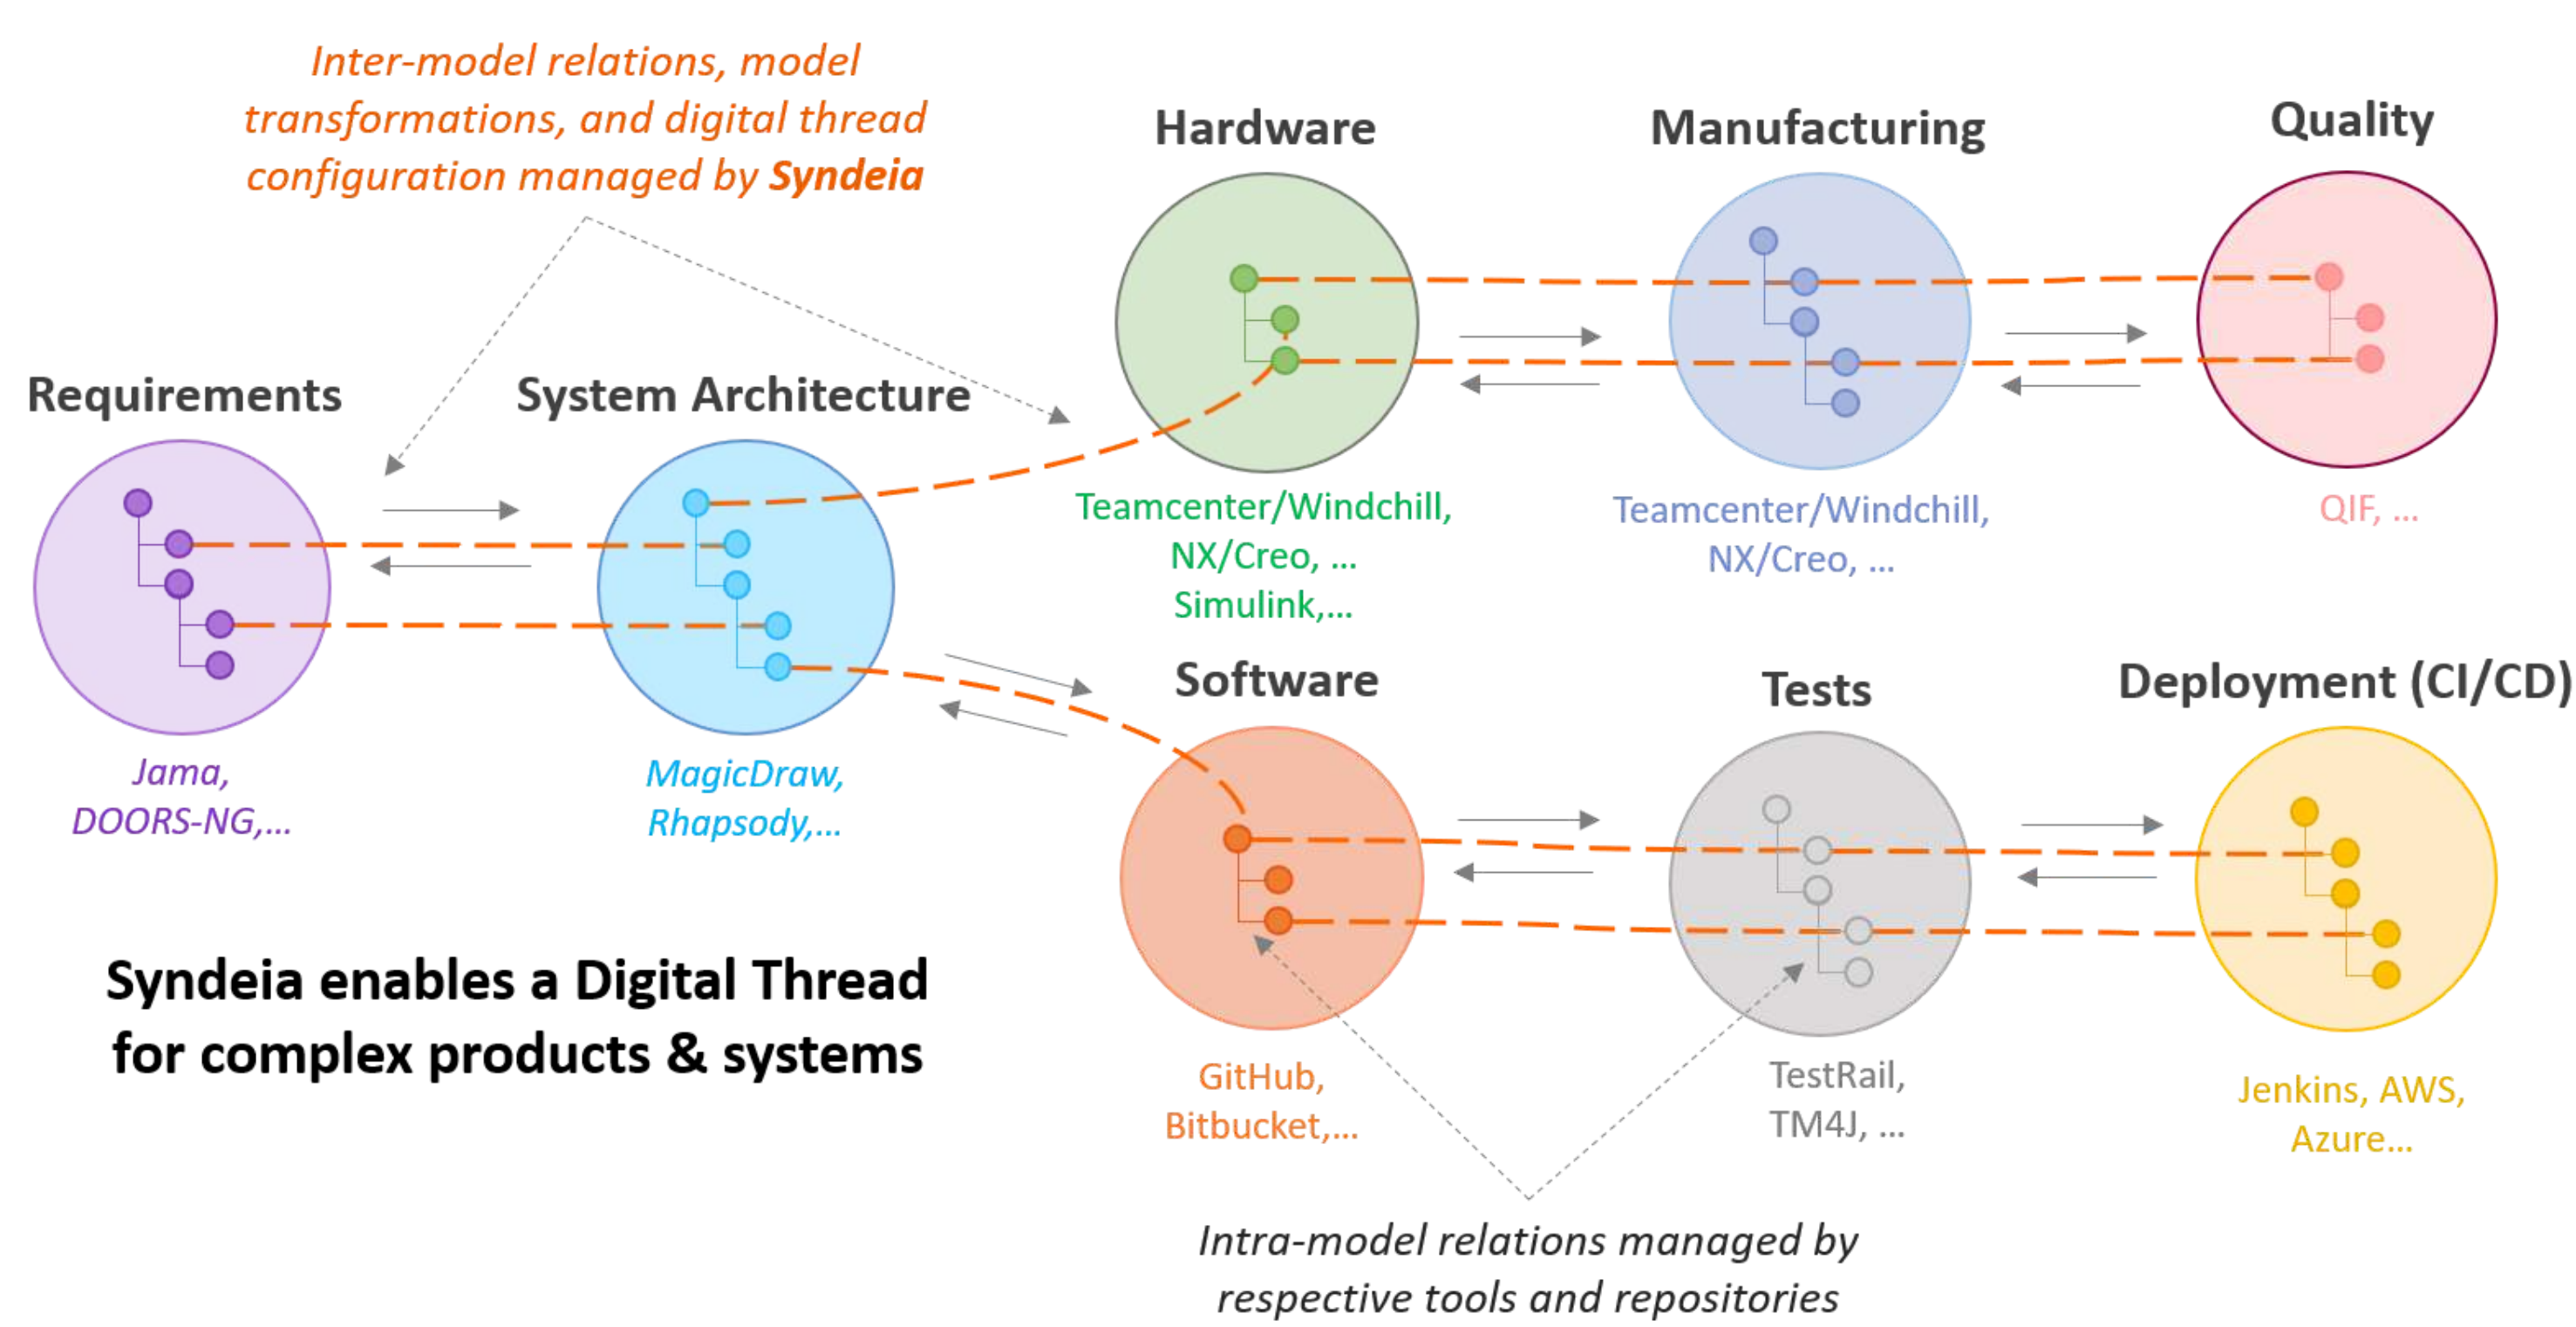 Inter-model relations, model
transformations, and digital thread
configuration managed by Syndeia
Hardware
Manufacturing
Quality
Requirements
System Architecture
Teamcenter/Windchill,
NX/Creo, ...
Simulink,...
Teamcenter/Windchill,
NX/Creo, ...
QIF, ...
Jama,
DOORS-NG,...
MagicDraw,
Rhapsody,...
Software
Tests
Deployment (CI/CD)
Syndeia enables a Digital Thread
for complex products & systems
GitHub,
Bitbucket,...
TestRail,
TM4J, ...
Jenkins, AWS,
Azure...
Intra-model relations managed by
respective tools and repositories